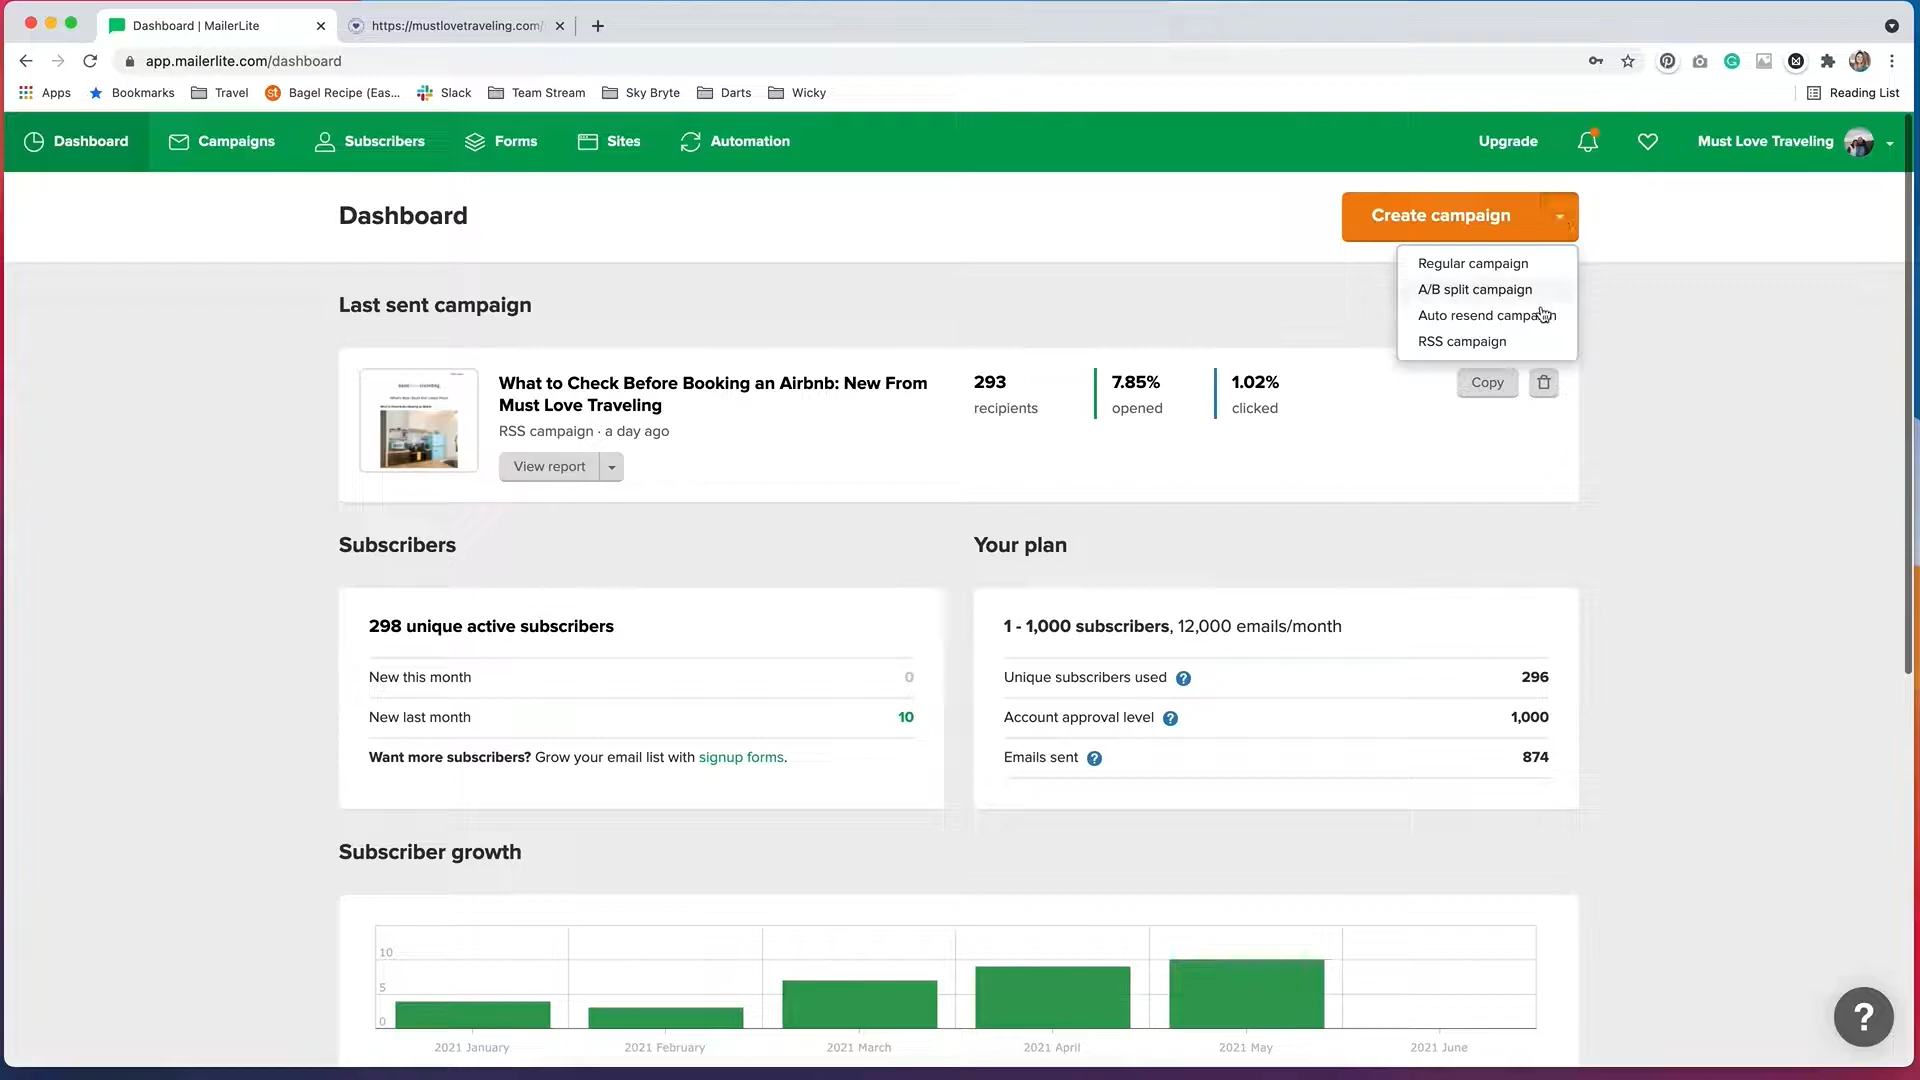 Dashboard | MailerLite
https://mustlovetraveling.com/
app.mailerlite.com/dashboard
Apps Bookmarks Travel Bagel Recipe (Eas... Slack Team Stream Sky Bryte Darts Wicky Reading List
Dashboard Campaigns Subscribers Forms Sites Automation Upgrade Must Love Traveling
Dashboard
Create campaign
Regular campaign
A/B split campaign
Auto resend campaign
RSS campaign
Last sent campaign
What to Check Before Booking an Airbnb: New From
Must Love Traveling
RSS campaign · a day ago
View report
293
recipients
7.85%
opened
1.02%
clicked
Copy
Subscribers
298 unique active subscribers
New this month 0
New last month 10
Want more subscribers? Grow your email list with signup forms.
Your plan
1 - 1,000 subscribers, 12,000 emails/month
Unique subscribers used ? 296
Account approval level ? 1,000
Emails sent ? 874
Subscriber growth
10
5
0
2021 January 2021 February 2021 March 2021 April 2021 May 2021 June
?